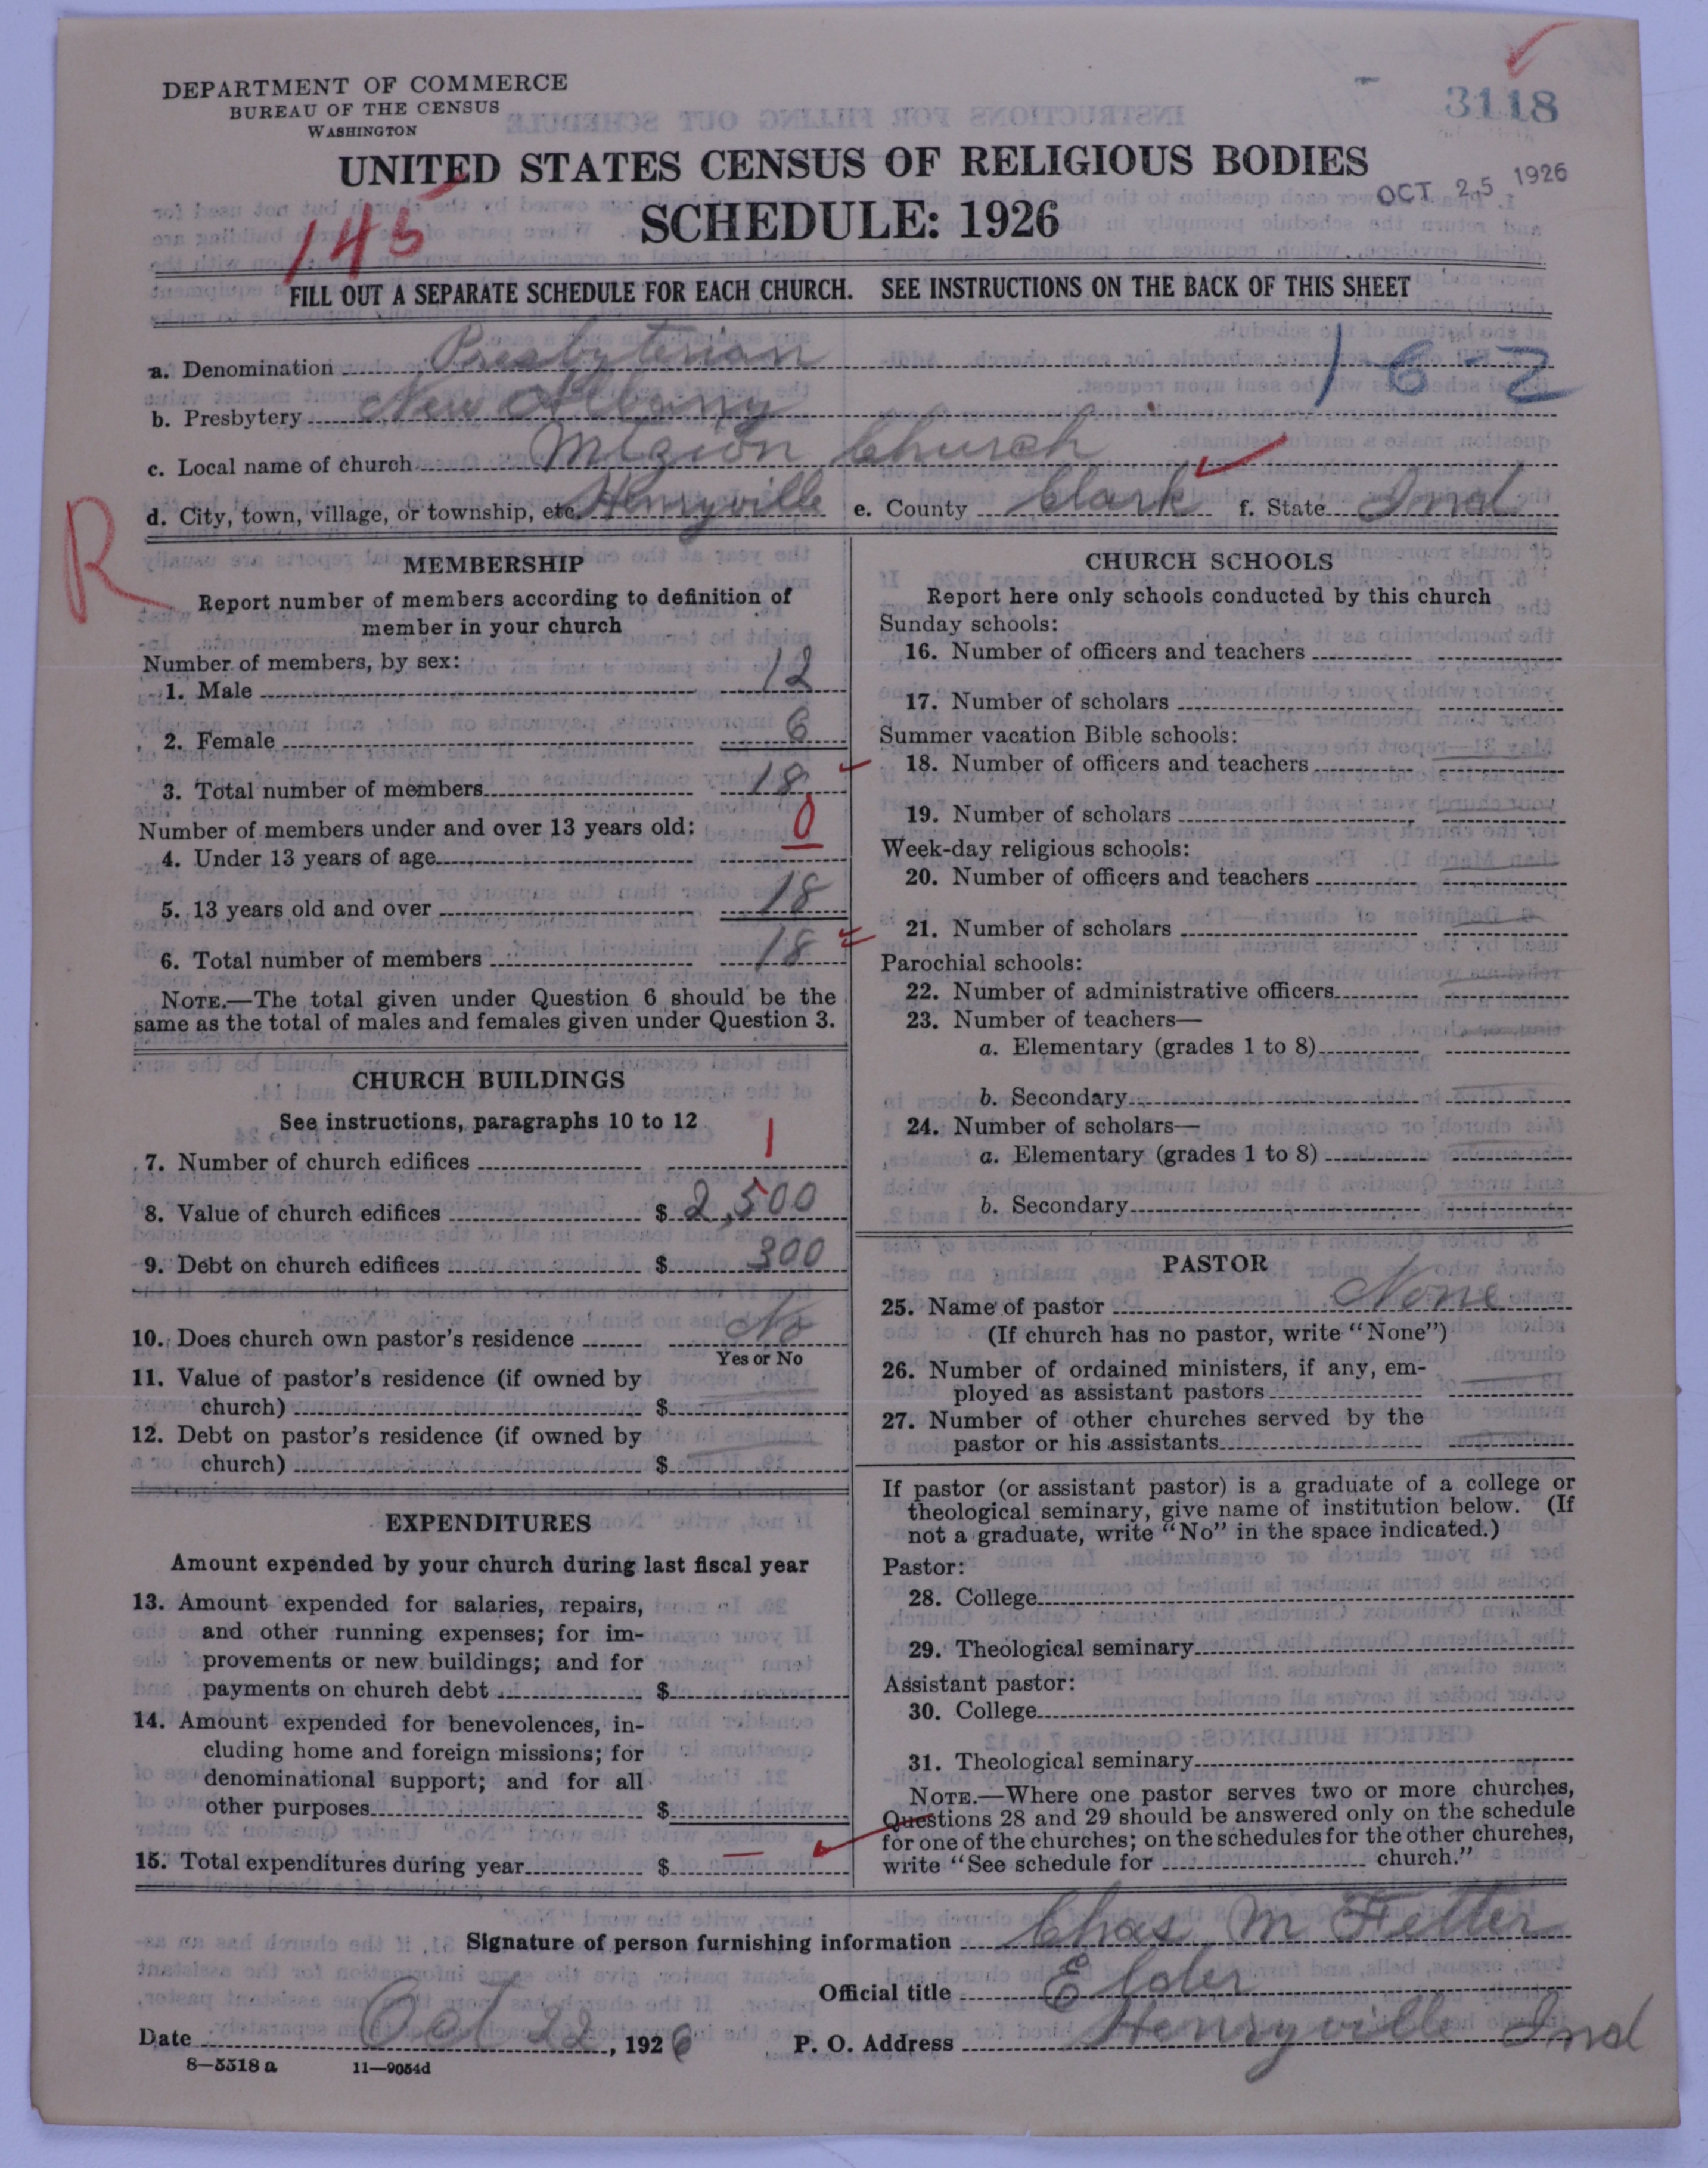 DEPARTMENT OF COMMERCE
BUREAU OF THE CENSUS
WASHINGTON
3118
UNITED STATES CENSUS OF RELIGIOUS BODIES
OCT 25 1926
145
SCHEDULE: 1926
FILL OUT A SEPARATE SCHEDULE FOR EACH CHURCH. SEE INSTRUCTIONS ON THE BACK OF THIS SHEET
a. Denomination Presbyterian
1-6-2
b. Presbytery New Albany
c. Local name of church Mt Zion Church
d. City, town, village, or township, etc. Henryville e. County Clark f. State Ind
R
MEMBERSHIP
Report number of members according to definition of
member in your church
Number of members, by sex:
1. Male 12
2. Female 6
3. Total number of members 18
Number of members under and over 13 years old:
4. Under 13 years of age 0
5. 13 years old and over 18
6. Total number of members 18
NOTE.—The total given under Question 6 should be the
same as the total of males and females given under Question 3.
CHURCH BUILDINGS
See instructions, paragraphs 10 to 12
7. Number of church edifices 1
8. Value of church edifices $ 2,500
9. Debt on church edifices $ 300
10. Does church own pastor's residence No
Yes or No
11. Value of pastor's residence (if owned by
church) $
12. Debt on pastor's residence (if owned by
church) $
EXPENDITURES
Amount expended by your church during last fiscal year
13. Amount expended for salaries, repairs,
and other running expenses; for im-
provements or new buildings; and for
payments on church debt $
14. Amount expended for benevolences, in-
cluding home and foreign missions; for
denominational support; and for all
other purposes $
15. Total expenditures during year $ —
CHURCH SCHOOLS
Report here only schools conducted by this church
Sunday schools:
16. Number of officers and teachers
17. Number of scholars
Summer vacation Bible schools:
18. Number of officers and teachers
19. Number of scholars
Week-day religious schools:
20. Number of officers and teachers
21. Number of scholars
Parochial schools:
22. Number of administrative officers
23. Number of teachers—
a. Elementary (grades 1 to 8)
b. Secondary
24. Number of scholars—
a. Elementary (grades 1 to 8)
b. Secondary
PASTOR
25. Name of pastor None
(If church has no pastor, write "None")
26. Number of ordained ministers, if any, em-
ployed as assistant pastors
27. Number of other churches served by the
pastor or his assistants
If pastor (or assistant pastor) is a graduate of a college or
theological seminary, give name of institution below. (If
not a graduate, write "No" in the space indicated.)
Pastor:
28. College
29. Theological seminary
Assistant pastor:
30. College
31. Theological seminary
NOTE.—Where one pastor serves two or more churches,
Questions 28 and 29 should be answered only on the schedule
for one of the churches; on the schedules for the other churches,
write "See schedule for church."
Signature of person furnishing information Chas M Fetter
Official title Elder
Date Oct 22, 1926 P. O. Address Henryville Ind
8—5518a 11—9054d